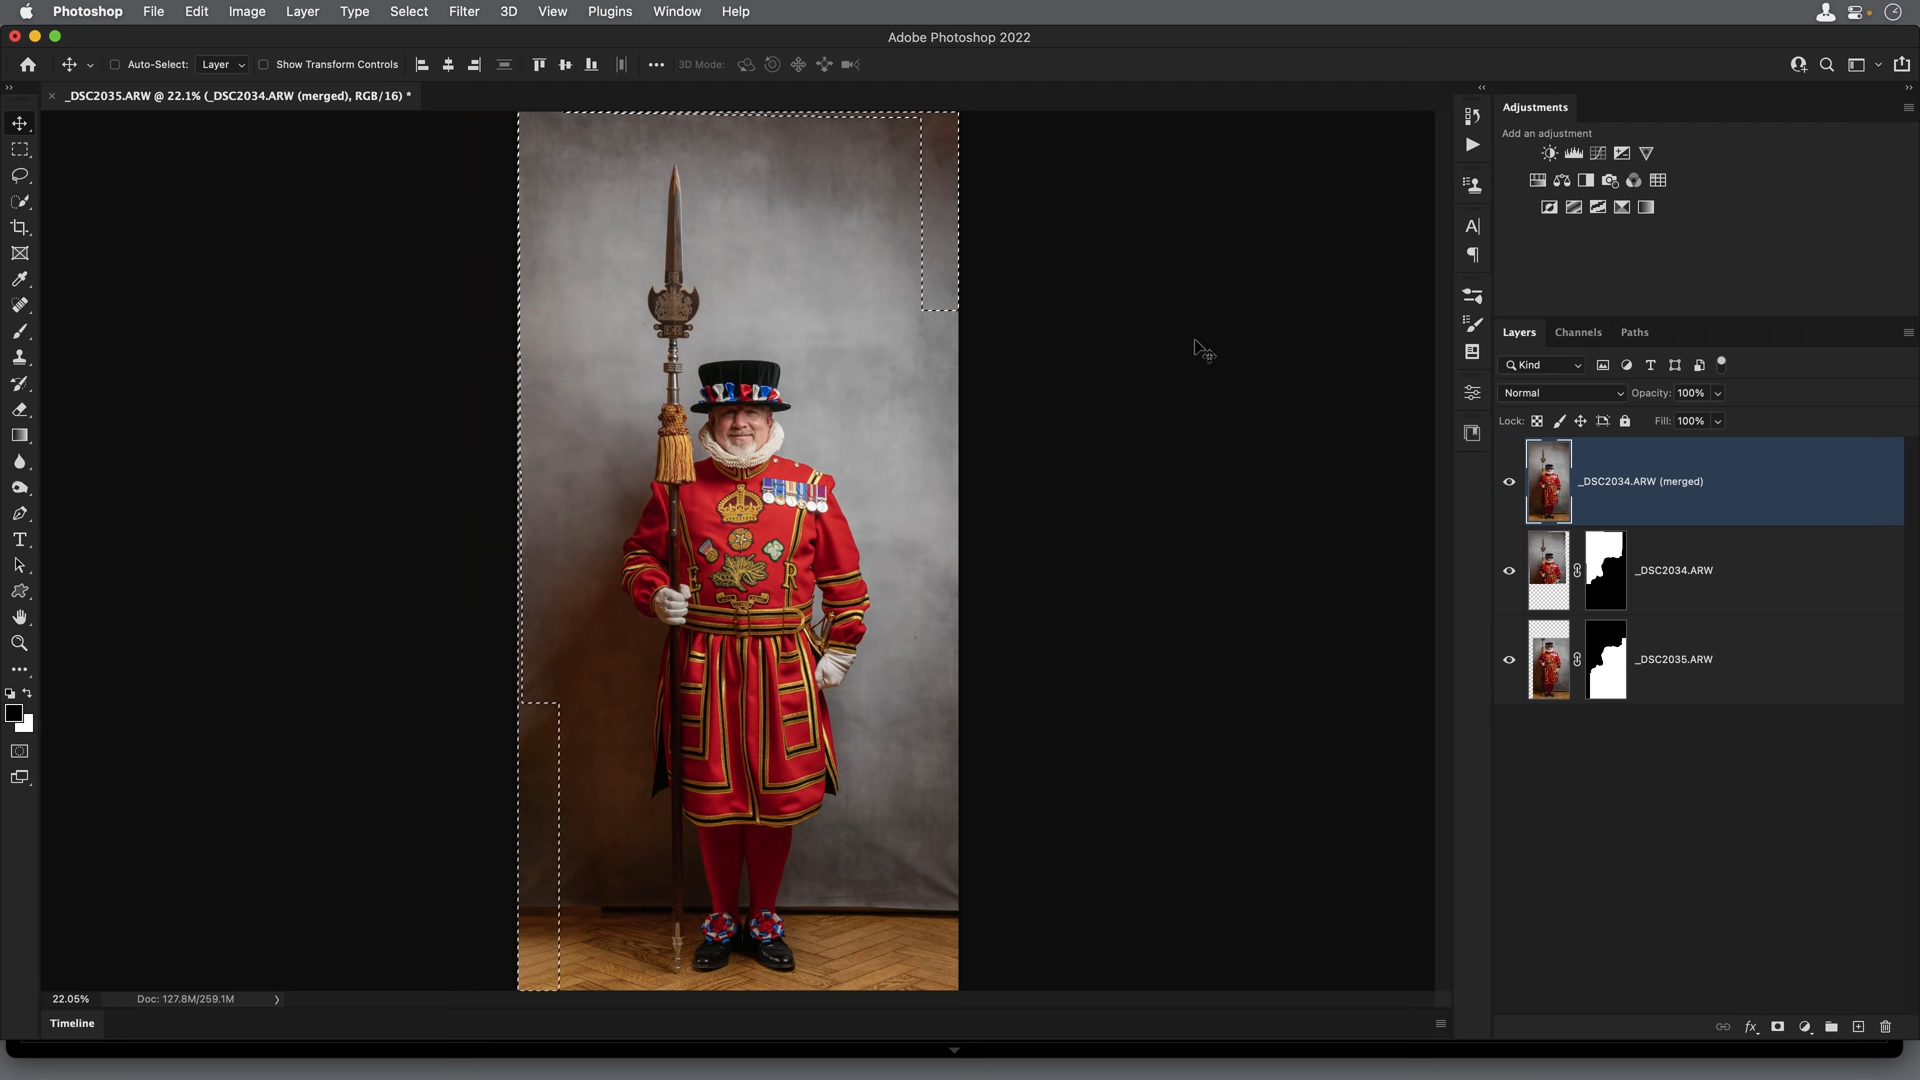 Photoshop File Edit Image Layer Type Select Filter 3D View Plugins Window Help
Adobe Photoshop 2022
Auto-Select: Layer Show Transform Controls 3D Mode:
_DSC2035.ARW @ 22.1% (_DSC2034.ARW (merged), RGB/16) *
Adjustments
Add an adjustment
Layers Channels Paths
Kind
Normal Opacity: 100%
Lock: Fill: 100%
_DSC2034.ARW (merged)
_DSC2034.ARW
_DSC2035.ARW
E R
22.05% Doc: 127.8M/259.1M
Timeline